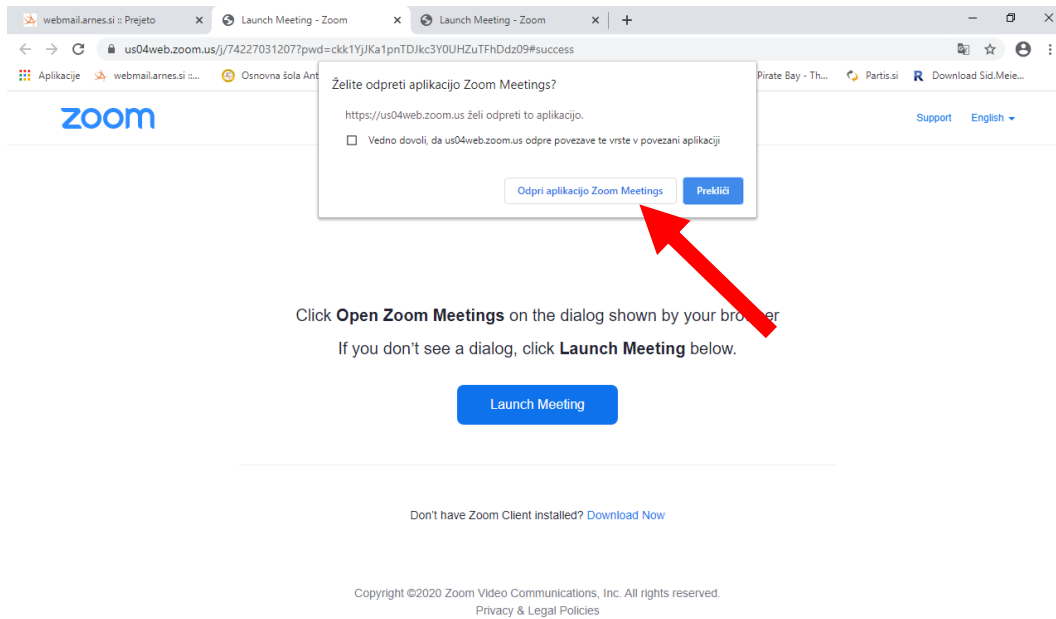 webmail.arnes.si :: Prejeto
Launch Meeting - Zoom
Launch Meeting - Zoom
us04web.zoom.us/j/74227031207?pwd=ckk1YjJKa1pnTDJkc3Y0UHZuTFhDdz09#success
Aplikacije webmail.arnes.si ::... Osnovna šola Ant Pirate Bay - Th... Partis.si Download Sid.Meie...
zoom
Support English
Želite odpreti aplikacijo Zoom Meetings?
https://us04web.zoom.us želi odpreti to aplikacijo.
Vedno dovoli, da us04web.zoom.us odpre povezave te vrste v povezani aplikaciji
Odpri aplikacijo Zoom Meetings Prekliči
Click Open Zoom Meetings on the dialog shown by your browser
If you don't see a dialog, click Launch Meeting below.
Launch Meeting
Don't have Zoom Client installed? Download Now
Copyright ©2020 Zoom Video Communications, Inc. All rights reserved.
Privacy & Legal Policies